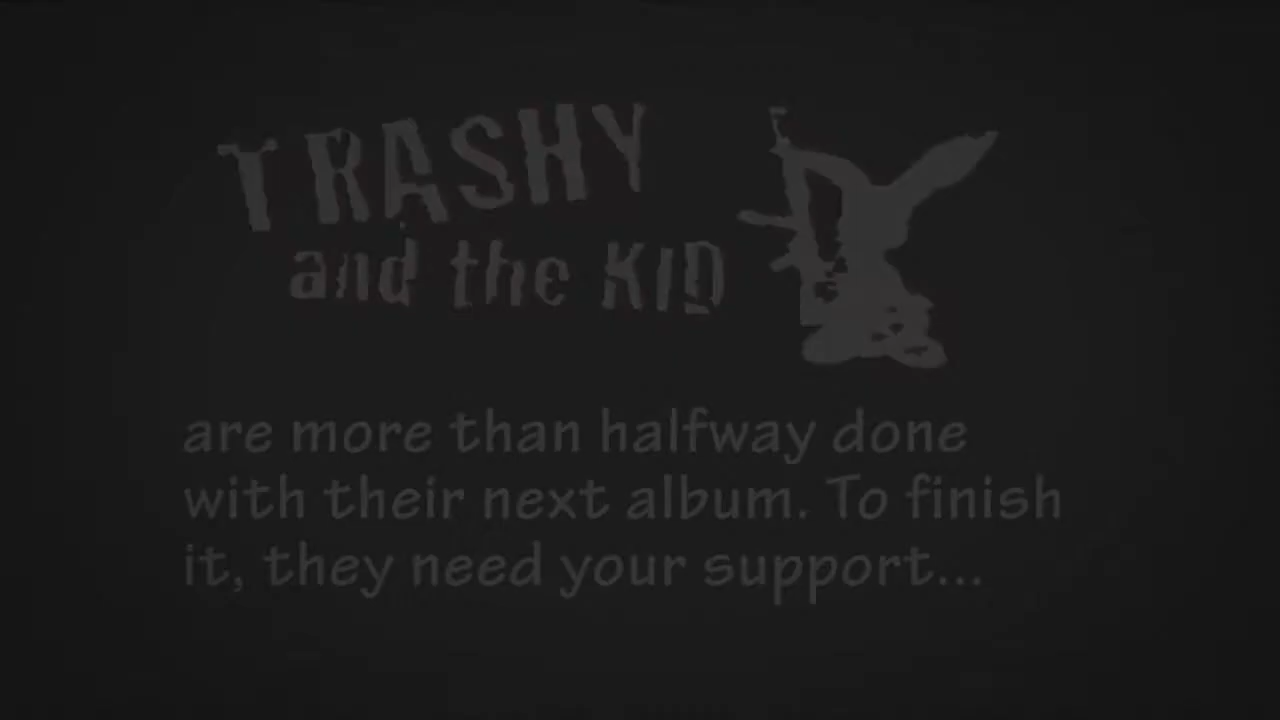 TRASHY
and the KID
are more than halfway done
with their next album. To finish
it, they need your support...